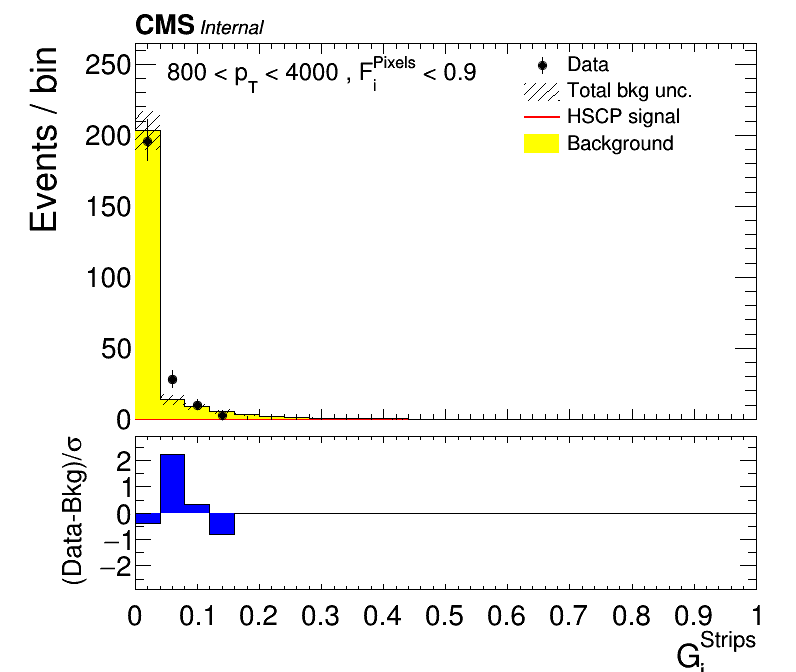 CMS Internal
800 < p_T < 4000 , F_i^Pixels < 0.9
Data
Total bkg unc.
HSCP signal
Background
Events / bin
250
200
150
100
50
0
(Data-Bkg)/σ
2
1
0
−1
−2
0 0.1 0.2 0.3 0.4 0.5 0.6 0.7 0.8 0.9 1
G_i^Strips